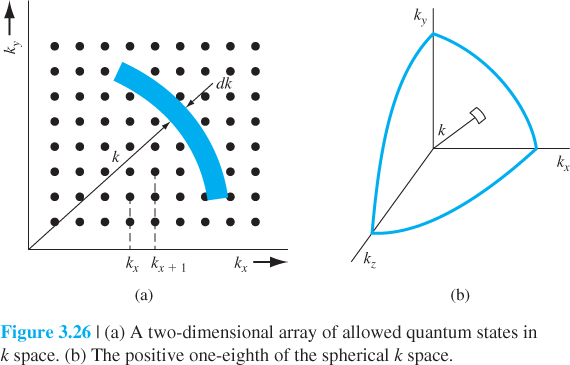 k_y
dk
k
k_x
k_{x + 1}
k_x
(a)
k_y
k
k_x
k_z
(b)
Figure 3.26 | (a) A two-dimensional array of allowed quantum states in
k space. (b) The positive one-eighth of the spherical k space.